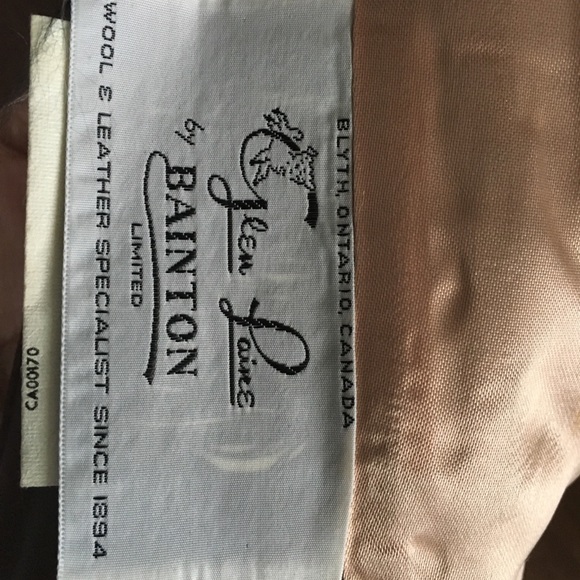 BLYTH, ONTARIO, CANADA
Glen Laine
by BAINTON
LIMITED
WOOL & LEATHER SPECIALIST SINCE 1894
CA00170